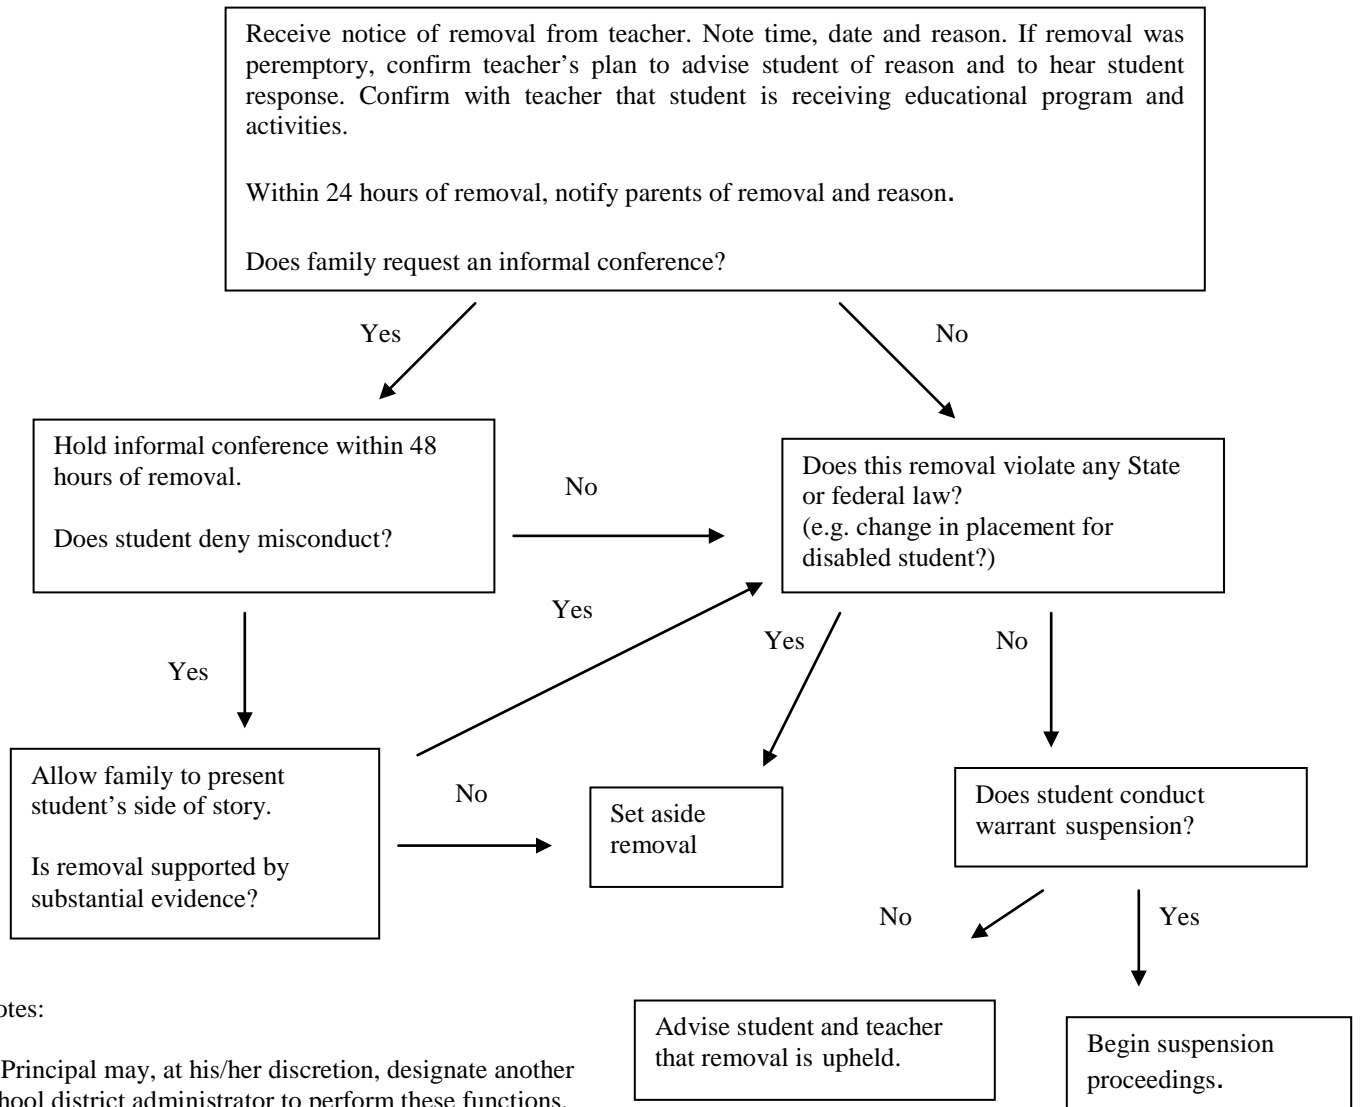 Receive notice of removal from teacher. Note time, date and reason. If removal was
peremptory, confirm teacher’s plan to advise student of reason and to hear student
response. Confirm with teacher that student is receiving educational program and
activities.
Within 24 hours of removal, notify parents of removal and reason.
Does family request an informal conference?
Yes
No
Hold informal conference within 48
hours of removal.
Does student deny misconduct?
No
Does this removal violate any State
or federal law?
(e.g. change in placement for
disabled student?)
Yes
Yes
Yes
No
Allow family to present
student’s side of story.
Is removal supported by
substantial evidence?
No
Set aside
removal
Does student conduct
warrant suspension?
No
Yes
Advise student and teacher
that removal is upheld.
Begin suspension
proceedings.
otes:
Principal may, at his/her discretion, designate another
hool district administrator to perform these functions.